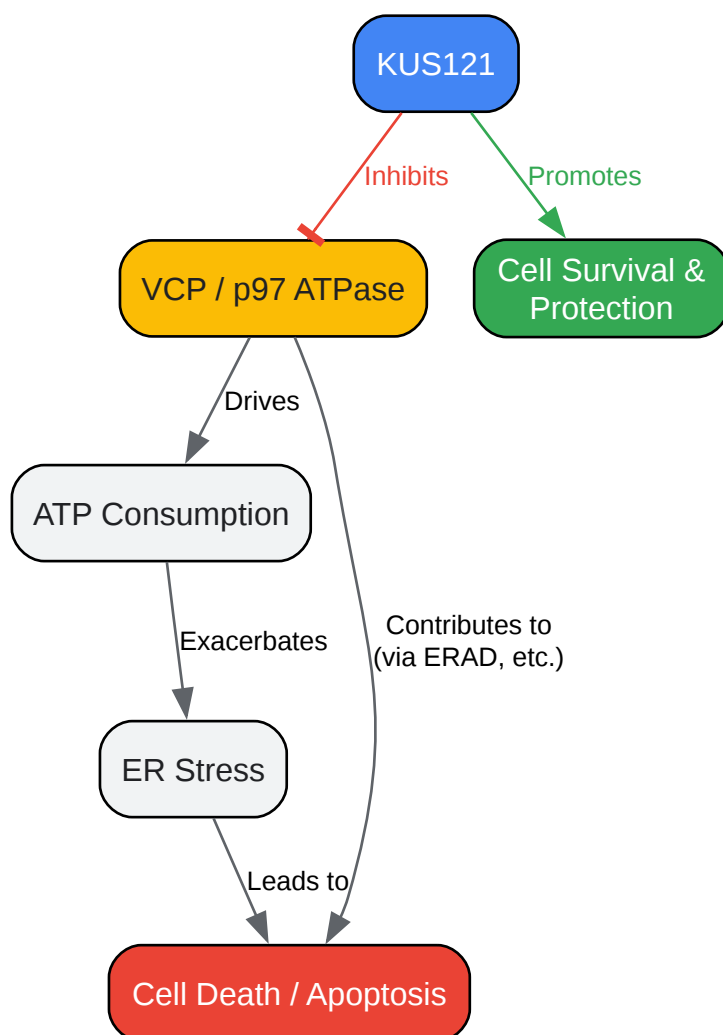 KUS121
Inhibits
Promotes
VCP / p97 ATPase
Cell Survival &
Protection
Drives
ATP Consumption
Exacerbates
Contributes to
(via ERAD, etc.)
ER Stress
Leads to
Cell Death / Apoptosis